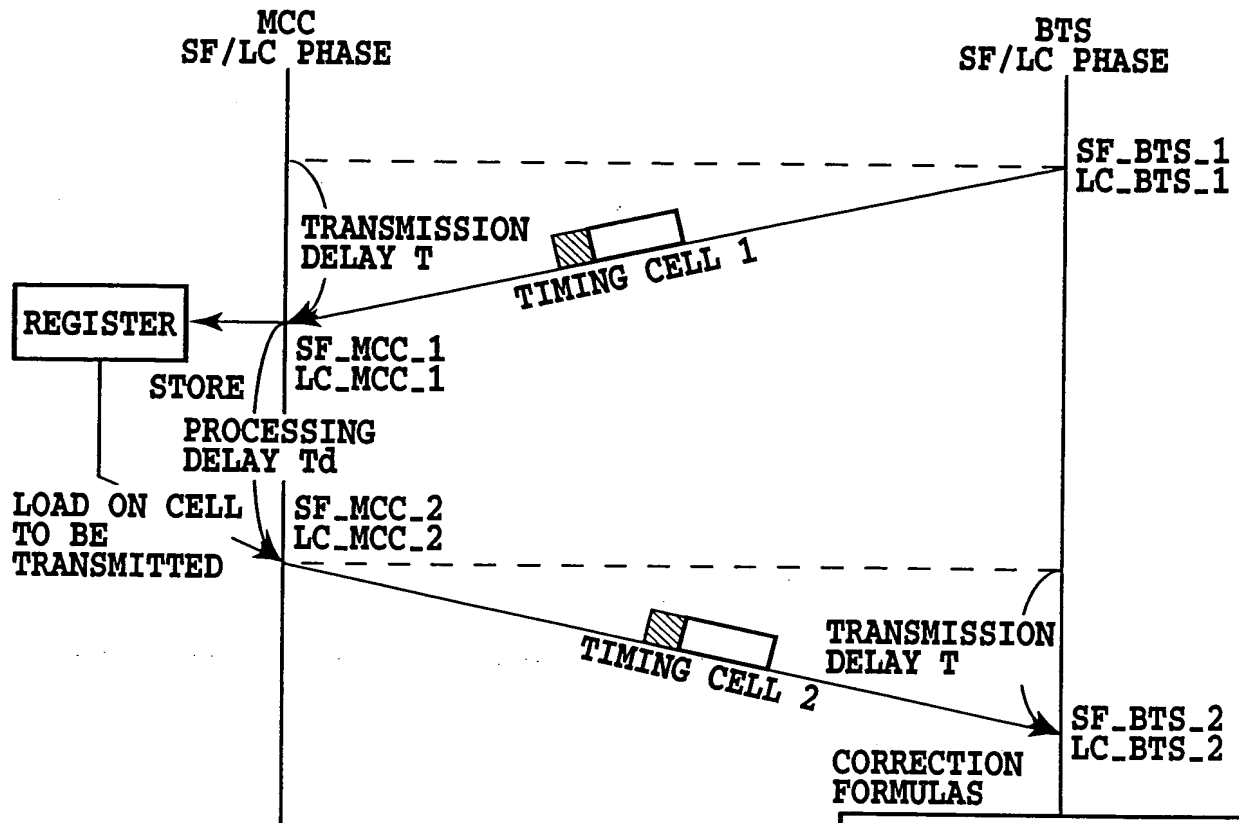 MCC
SF/LC PHASE
BTS
SF/LC PHASE
SF_BTS_1
LC_BTS_1
TRANSMISSION
DELAY T
TIMING CELL 1
REGISTER
SF_MCC_1
LC_MCC_1
STORE
PROCESSING
DELAY Td
LOAD ON CELL
TO BE
TRANSMITTED
SF_MCC_2
LC_MCC_2
TIMING CELL 2
TRANSMISSION
DELAY T
SF_BTS_2
LC_BTS_2
CORRECTION
FORMULAS